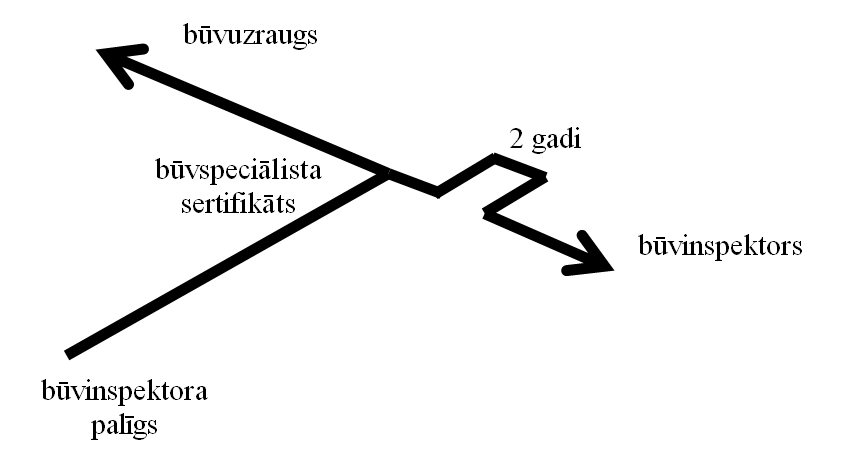 būvuzraugs
2 gadi
būvspeciālista
sertifikāts
būvinspektors
būvinspektora
palīgs